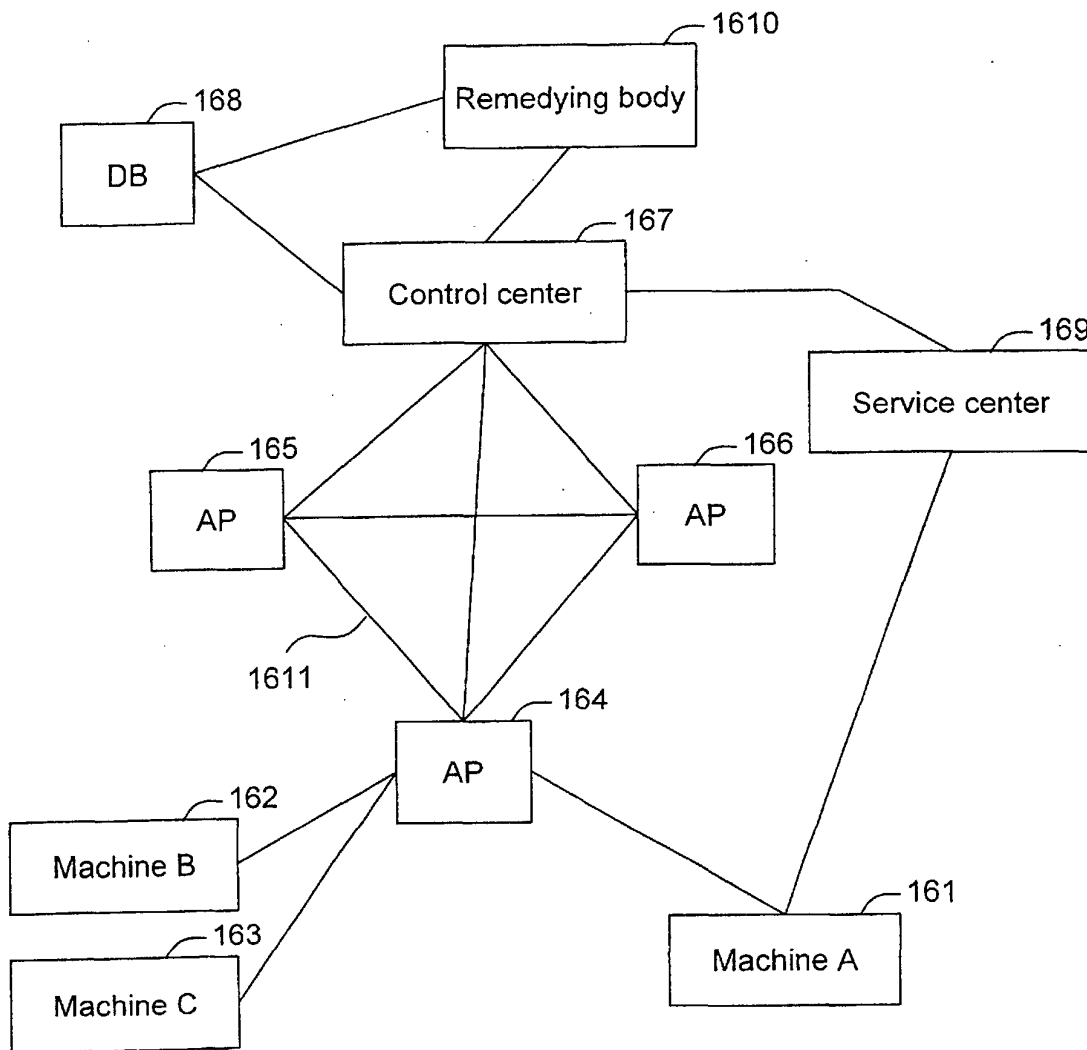 1610
Remedying body
168
DB
167
Control center
169
Service center
165
AP
166
AP
1611
164
AP
162
Machine B
161
Machine A
163
Machine C